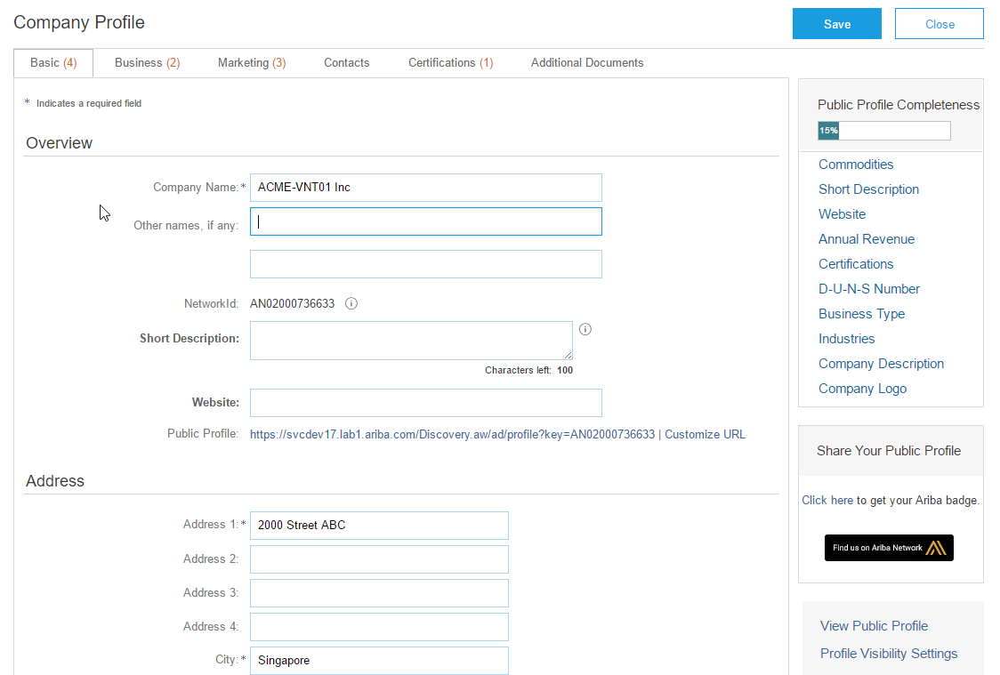 Company Profile
Save
Close
Basic (4)
Business (2)
Marketing (3)
Contacts
Certifications (1)
Additional Documents
* Indicates a required field
Overview
Company Name:* ACME-VNT01 Inc
Other names, if any:
NetworkId: AN02000736633
Short Description:
Characters left: 100
Website:
Public Profile: https://svcdev17.lab1.ariba.com/Discovery.aw/ad/profile?key=AN02000736633 | Customize URL
Address
Address 1:* 2000 Street ABC
Address 2:
Address 3:
Address 4:
City:* Singapore
Public Profile Completeness
15%
Commodities
Short Description
Website
Annual Revenue
Certifications
D-U-N-S Number
Business Type
Industries
Company Description
Company Logo
Share Your Public Profile
Click here to get your Ariba badge.
Find us on Ariba Network
View Public Profile
Profile Visibility Settings